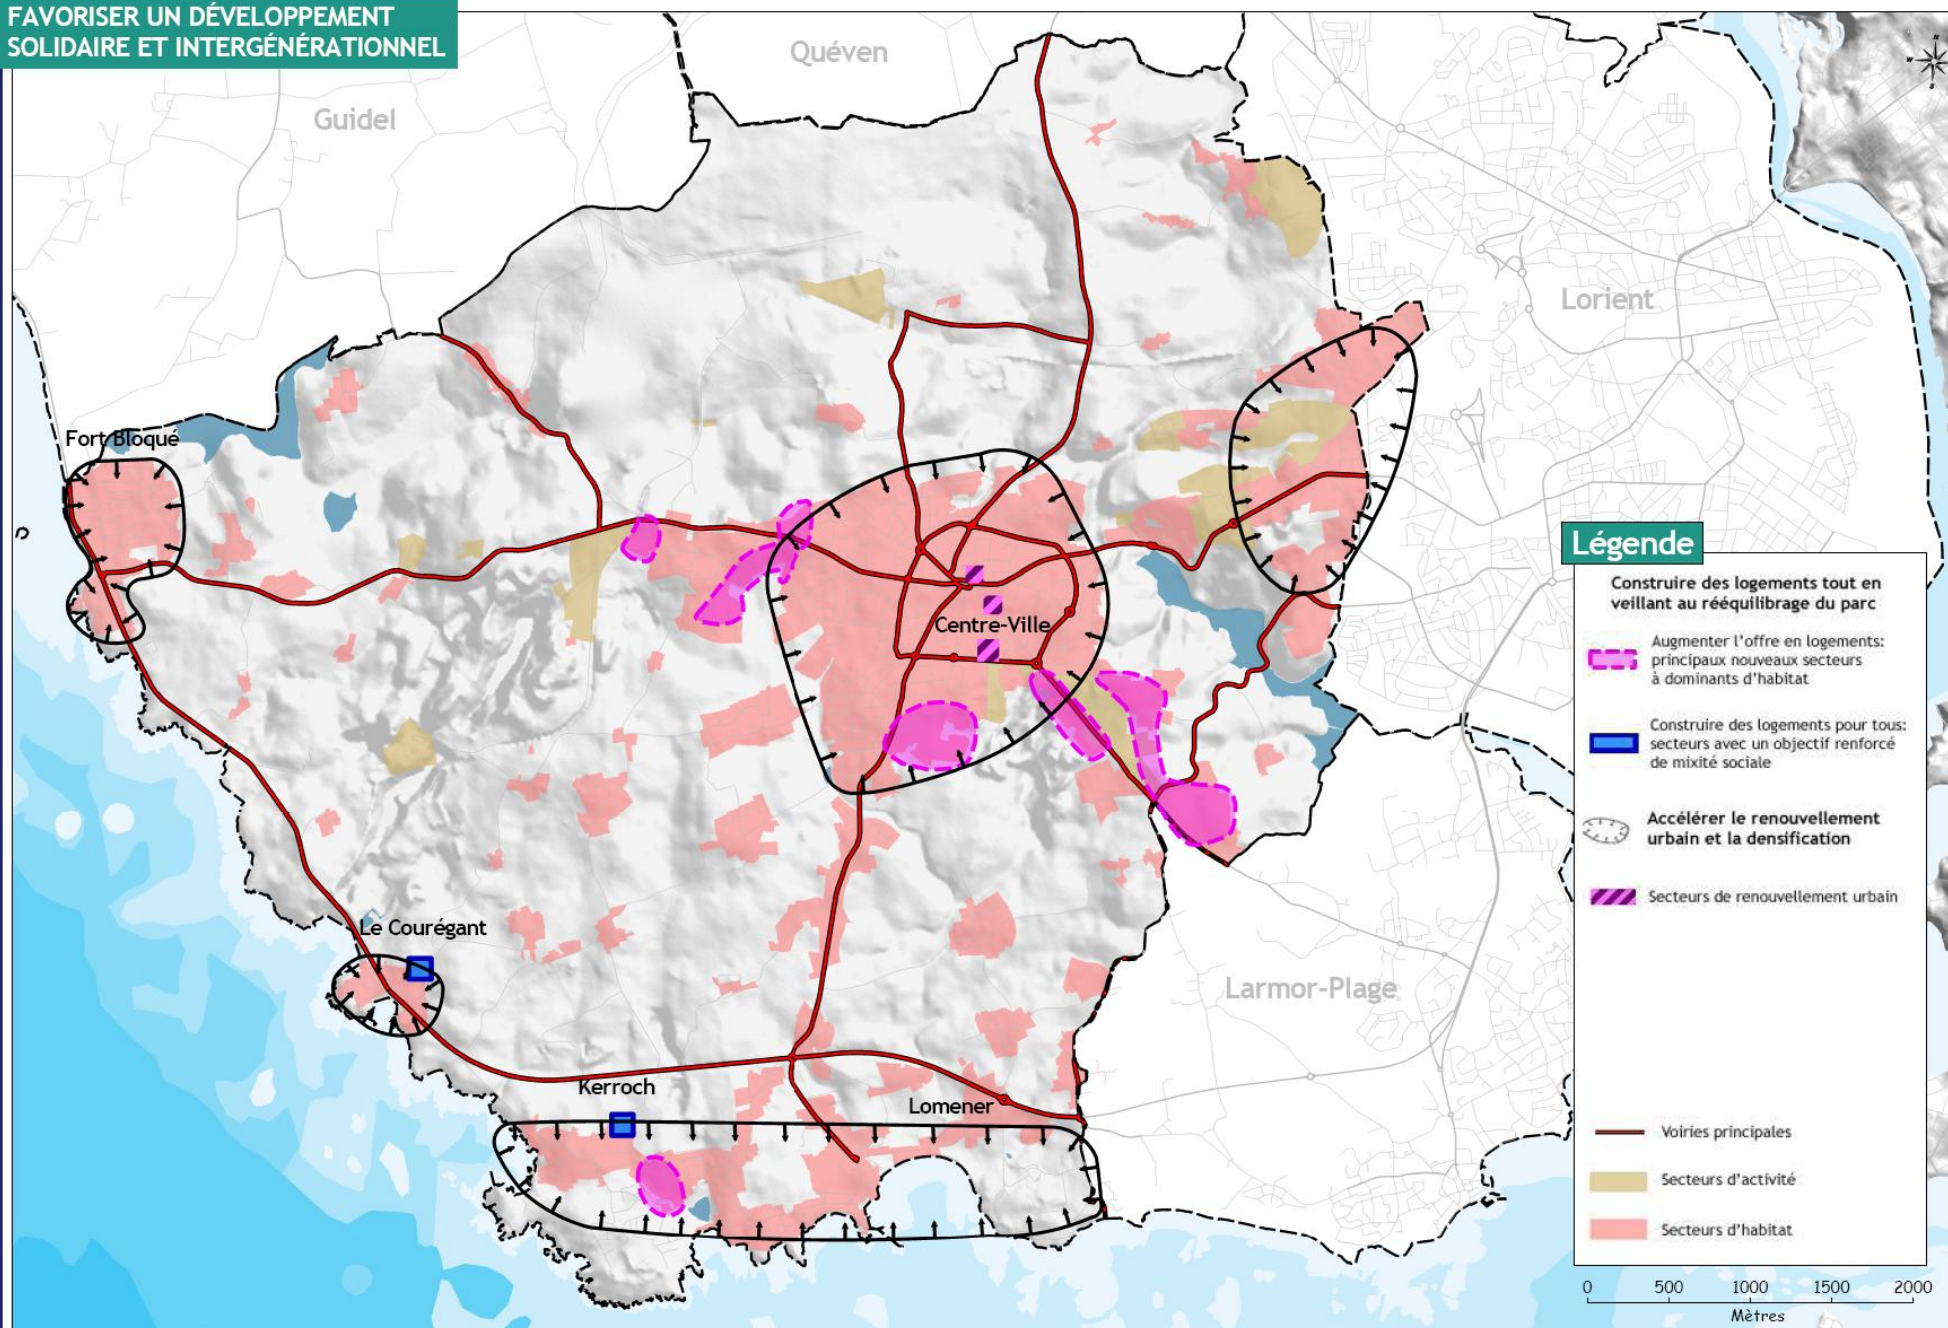 FAVORISER UN DÉVELOPPEMENT
SOLIDAIRE ET INTERGÉNÉRATIONNEL
Quéven
Guidel
Lorient
Fort Bloqué
Centre-Ville
Le Courégant
Larmor-Plage
Kerroch
Lomener
Légende
Construire des logements tout en
veillant au rééquilibrage du parc
Augmenter l'offre en logements:
principaux nouveaux secteurs
à dominants d'habitat
Construire des logements pour tous:
secteurs avec un objectif renforcé
de mixité sociale
Accélérer le renouvellement
urbain et la densification
Secteurs de renouvellement urbain
Voiries principales
Secteurs d'activité
Secteurs d'habitat
0 500 1000 1500 2000
Mètres